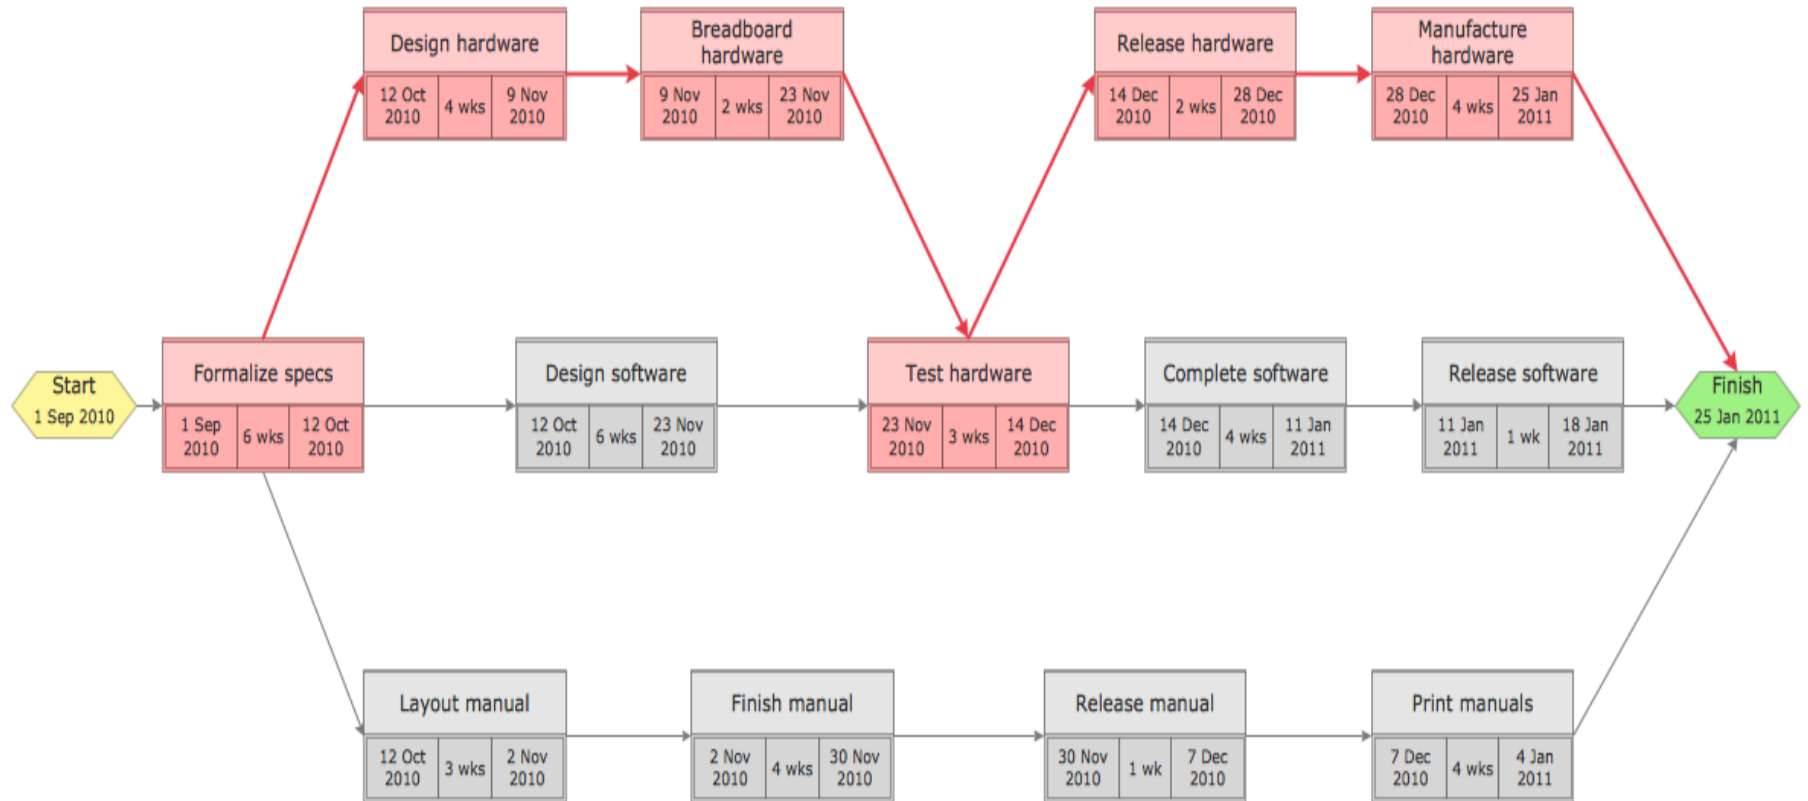 Design hardware
12 Oct
2010
4 wks
9 Nov
2010
Breadboard
hardware
9 Nov
2010
2 wks
23 Nov
2010
Release hardware
14 Dec
2010
2 wks
28 Dec
2010
Manufacture
hardware
28 Dec
2010
4 wks
25 Jan
2011
Start
1 Sep 2010
Formalize specs
1 Sep
2010
6 wks
12 Oct
2010
Design software
12 Oct
2010
6 wks
23 Nov
2010
Test hardware
23 Nov
2010
3 wks
14 Dec
2010
Complete software
14 Dec
2010
4 wks
11 Jan
2011
Release software
11 Jan
2011
1 wk
18 Jan
2011
Finish
25 Jan 2011
Layout manual
12 Oct
2010
3 wks
2 Nov
2010
Finish manual
2 Nov
2010
4 wks
30 Nov
2010
Release manual
30 Nov
2010
1 wk
7 Dec
2010
Print manuals
7 Dec
2010
4 wks
4 Jan
2011